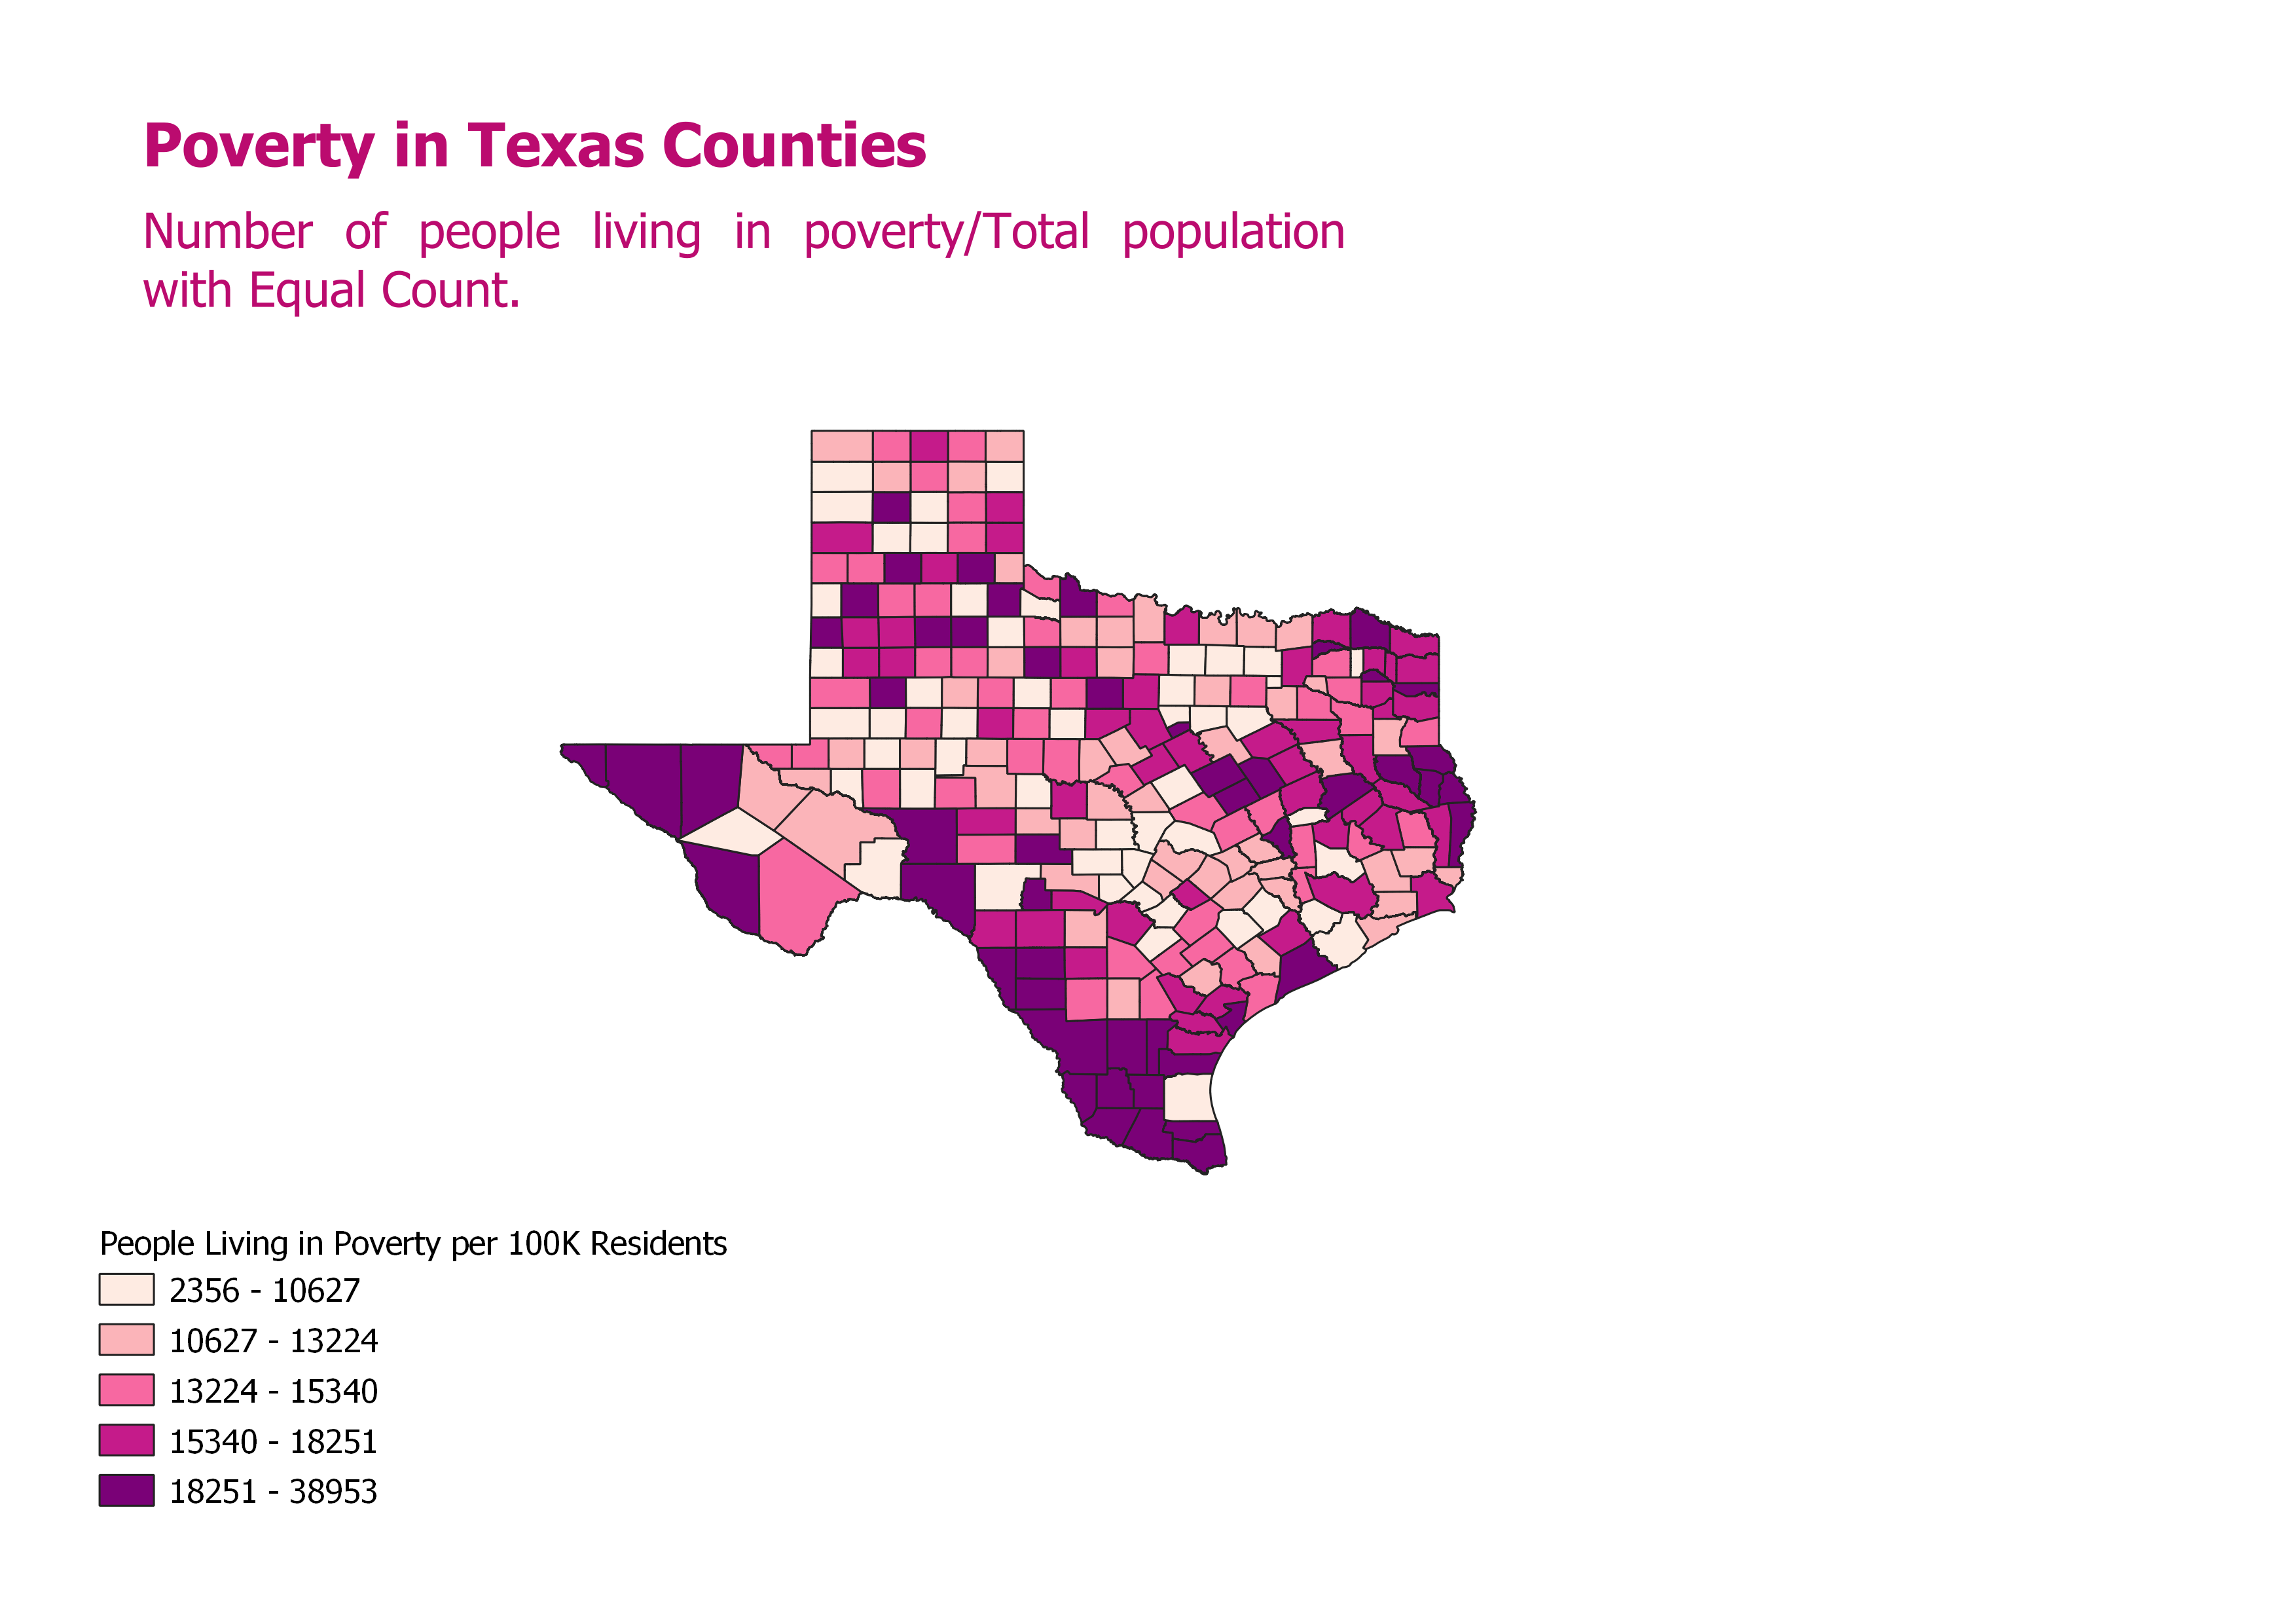 Poverty in Texas Counties
Number of people living in poverty/Total population
with Equal Count.
People Living in Poverty per 100K Residents
2356 - 10627
10627 - 13224
13224 - 15340
15340 - 18251
18251 - 38953